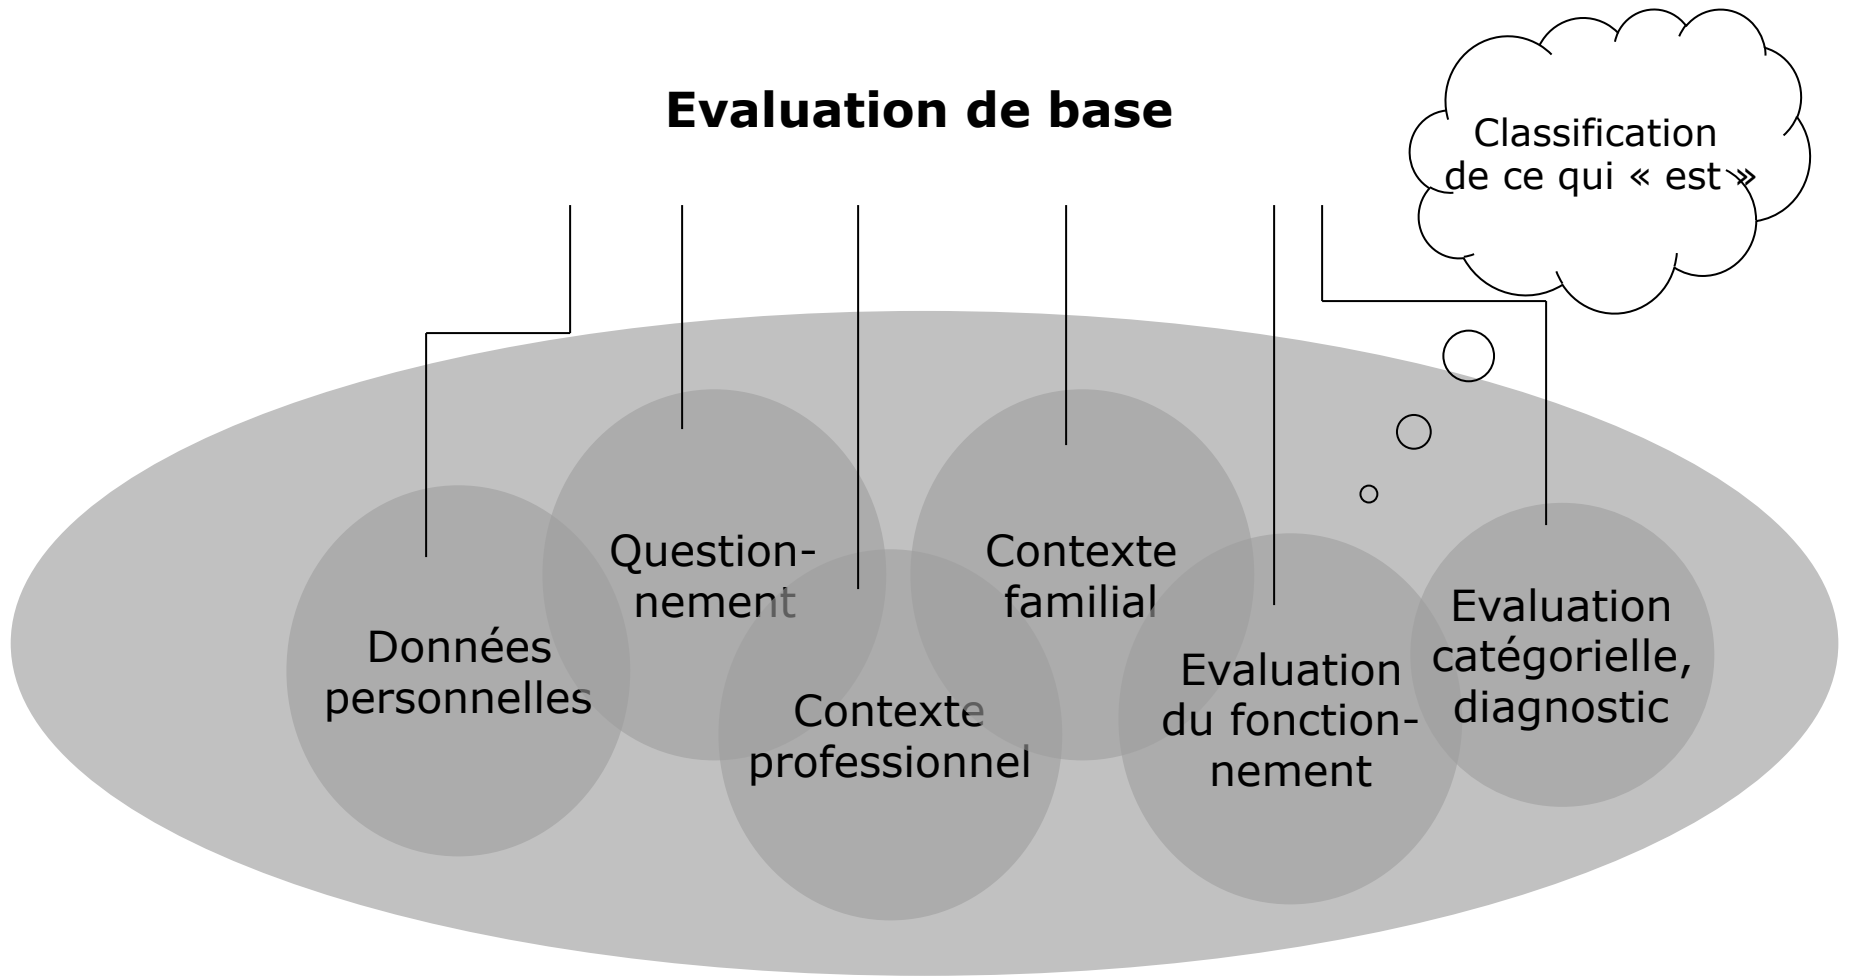 Evaluation de base
Classification
de ce qui « est »
Question-
nement
Contexte
familial
Données
personnelles
Contexte
professionnel
Evaluation
du fonction-
nement
Evaluation
catégorielle,
diagnostic